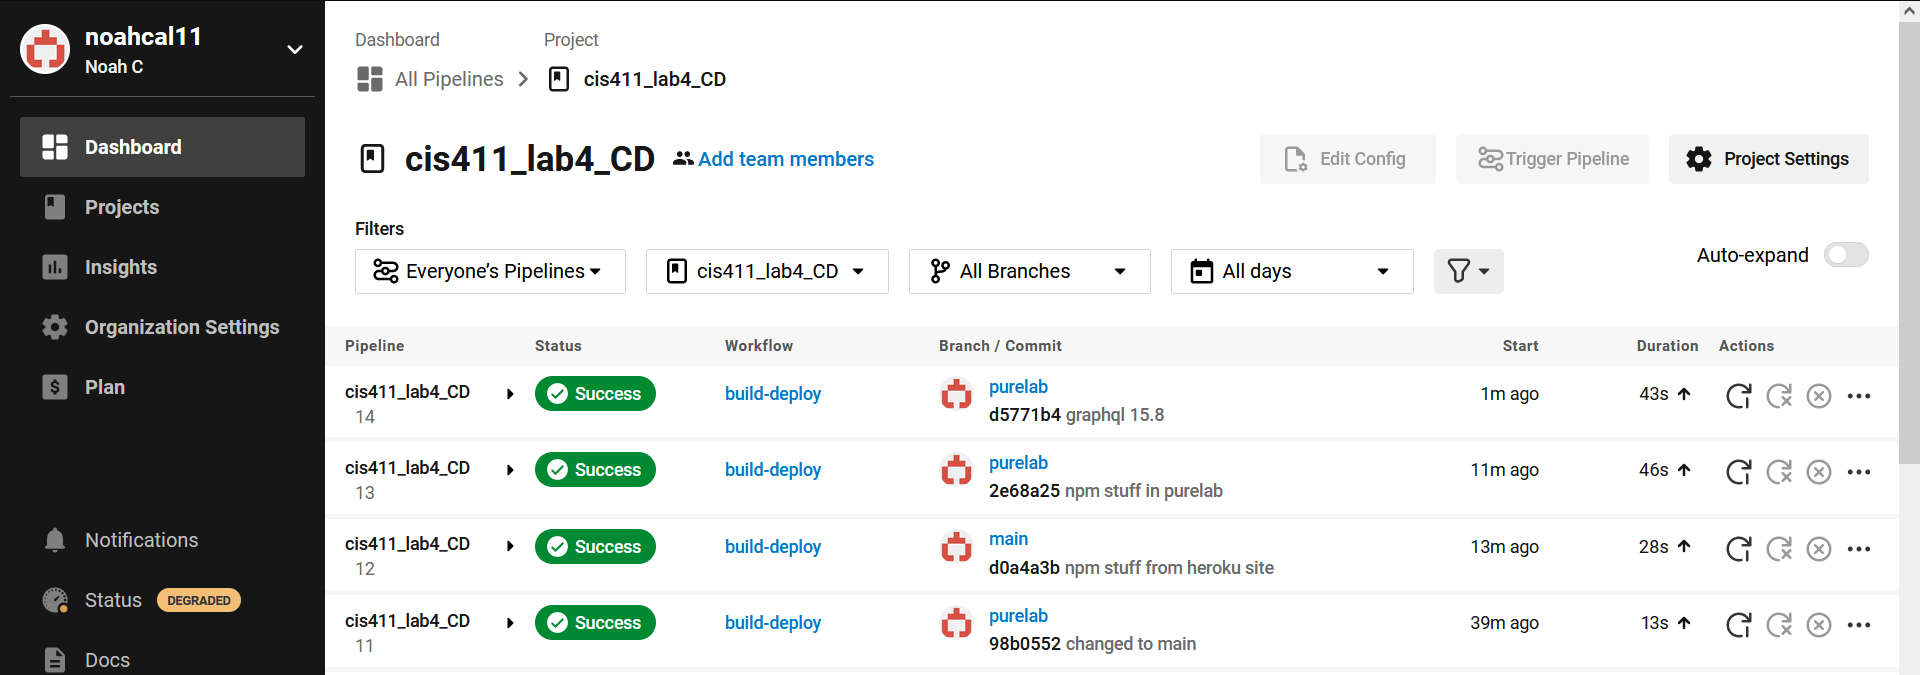 noahcal11
Noah C
Dashboard
Projects
Insights
Organization Settings
Plan
Notifications
Status DEGRADED
Docs
Dashboard Project
All Pipelines cis411_lab4_CD
cis411_lab4_CD Add team members Edit Config Trigger Pipeline Project Settings
Filters
Everyone’s Pipelines cis411_lab4_CD All Branches All days Auto-expand
Pipeline Status Workflow Branch / Commit Start Duration Actions
cis411_lab4_CD Success build-deploy purelab 1m ago 43s
14 d5771b4 graphql 15.8
cis411_lab4_CD Success build-deploy purelab 11m ago 46s
13 2e68a25 npm stuff in purelab
cis411_lab4_CD Success build-deploy main 13m ago 28s
12 d0a4a3b npm stuff from heroku site
cis411_lab4_CD Success build-deploy purelab 39m ago 13s
11 98b0552 changed to main